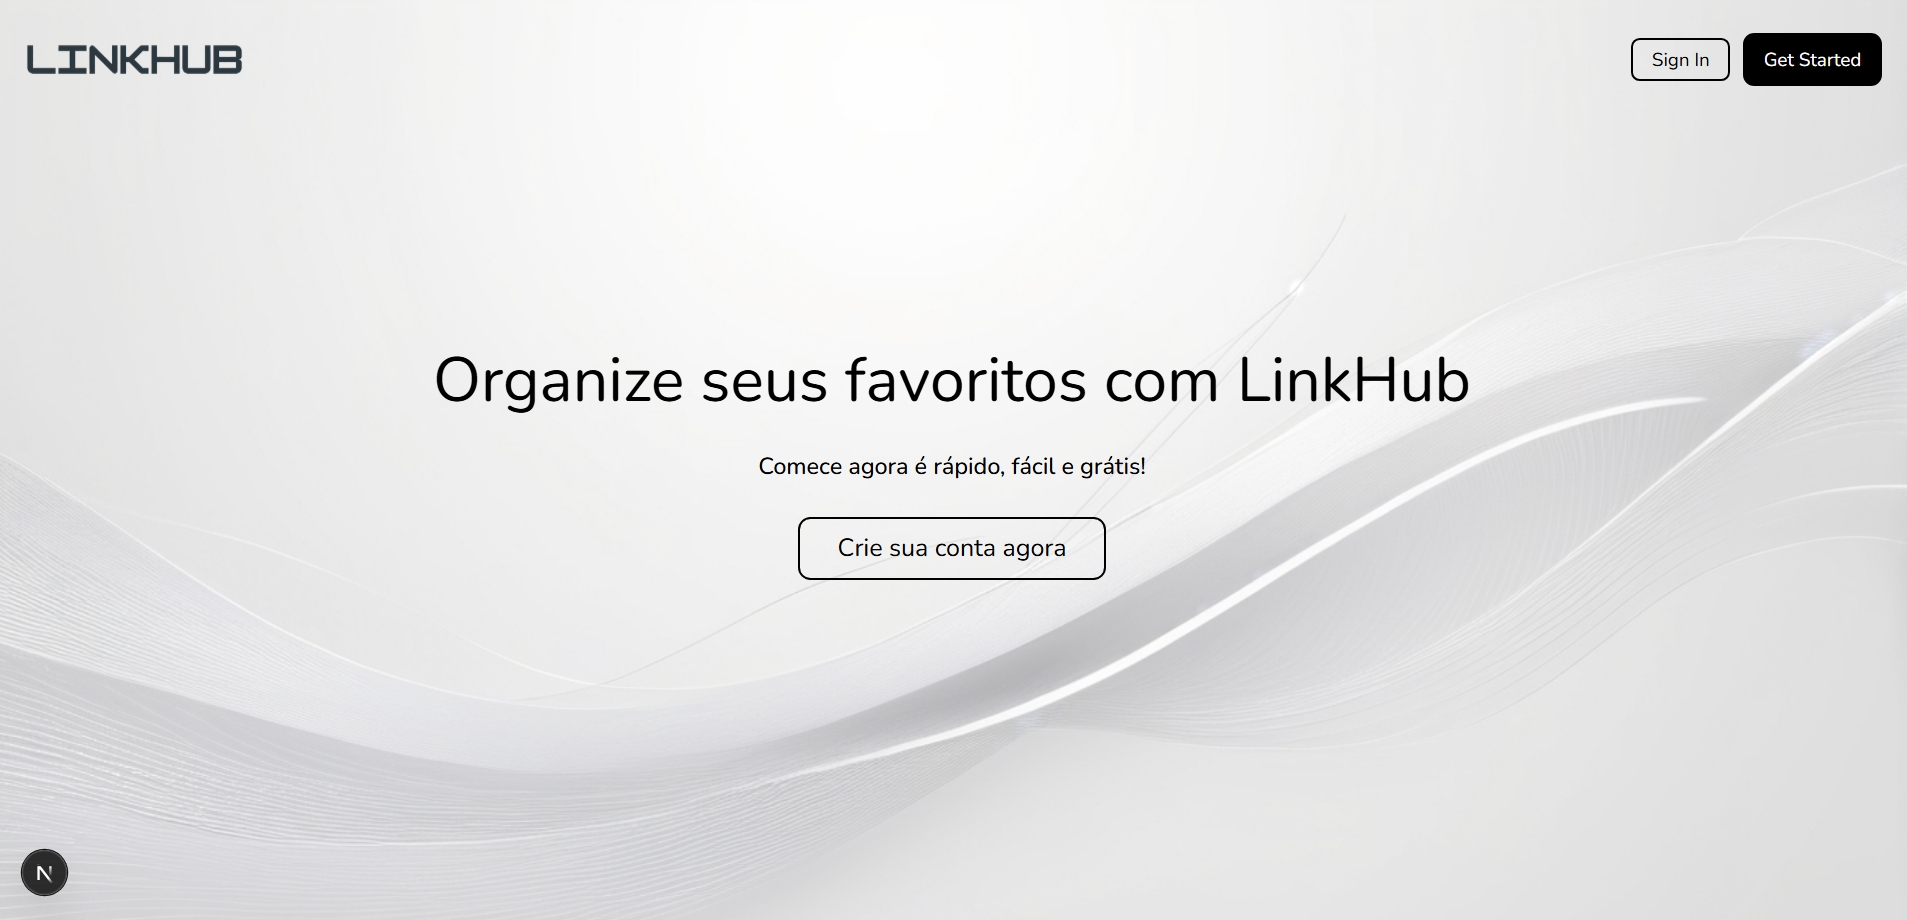 LINKHUB
Sign In
Get Started
Organize seus favoritos com LinkHub
Comece agora é rápido, fácil e grátis!
Crie sua conta agora
N